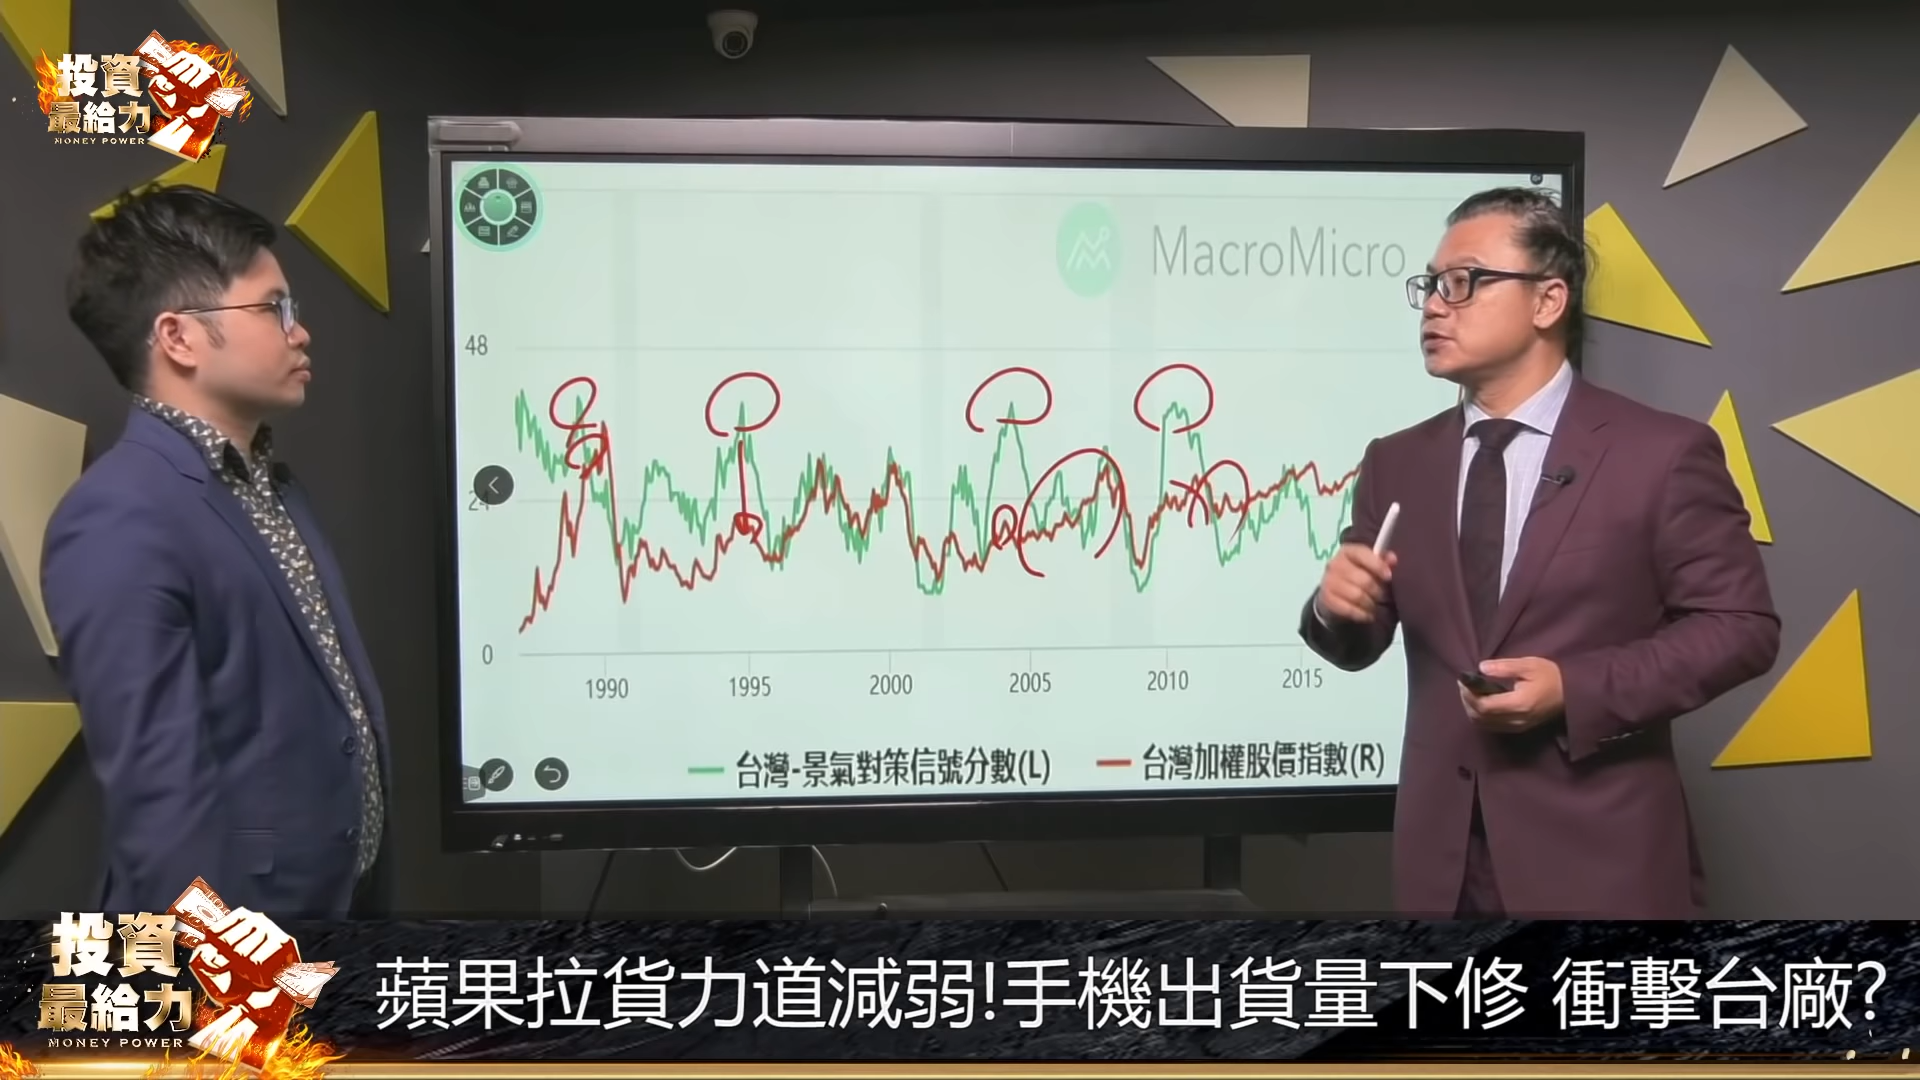 投資
最給力
MONEY POWER
MacroMicro
48
24
0
1990
1995
2000
2005
2010
2015
台灣-景氣對策信號分數(L)
台灣加權股價指數(R)
投資
最給力
MONEY POWER
蘋果拉貨力道減弱!手機出貨量下修 衝擊台廠?